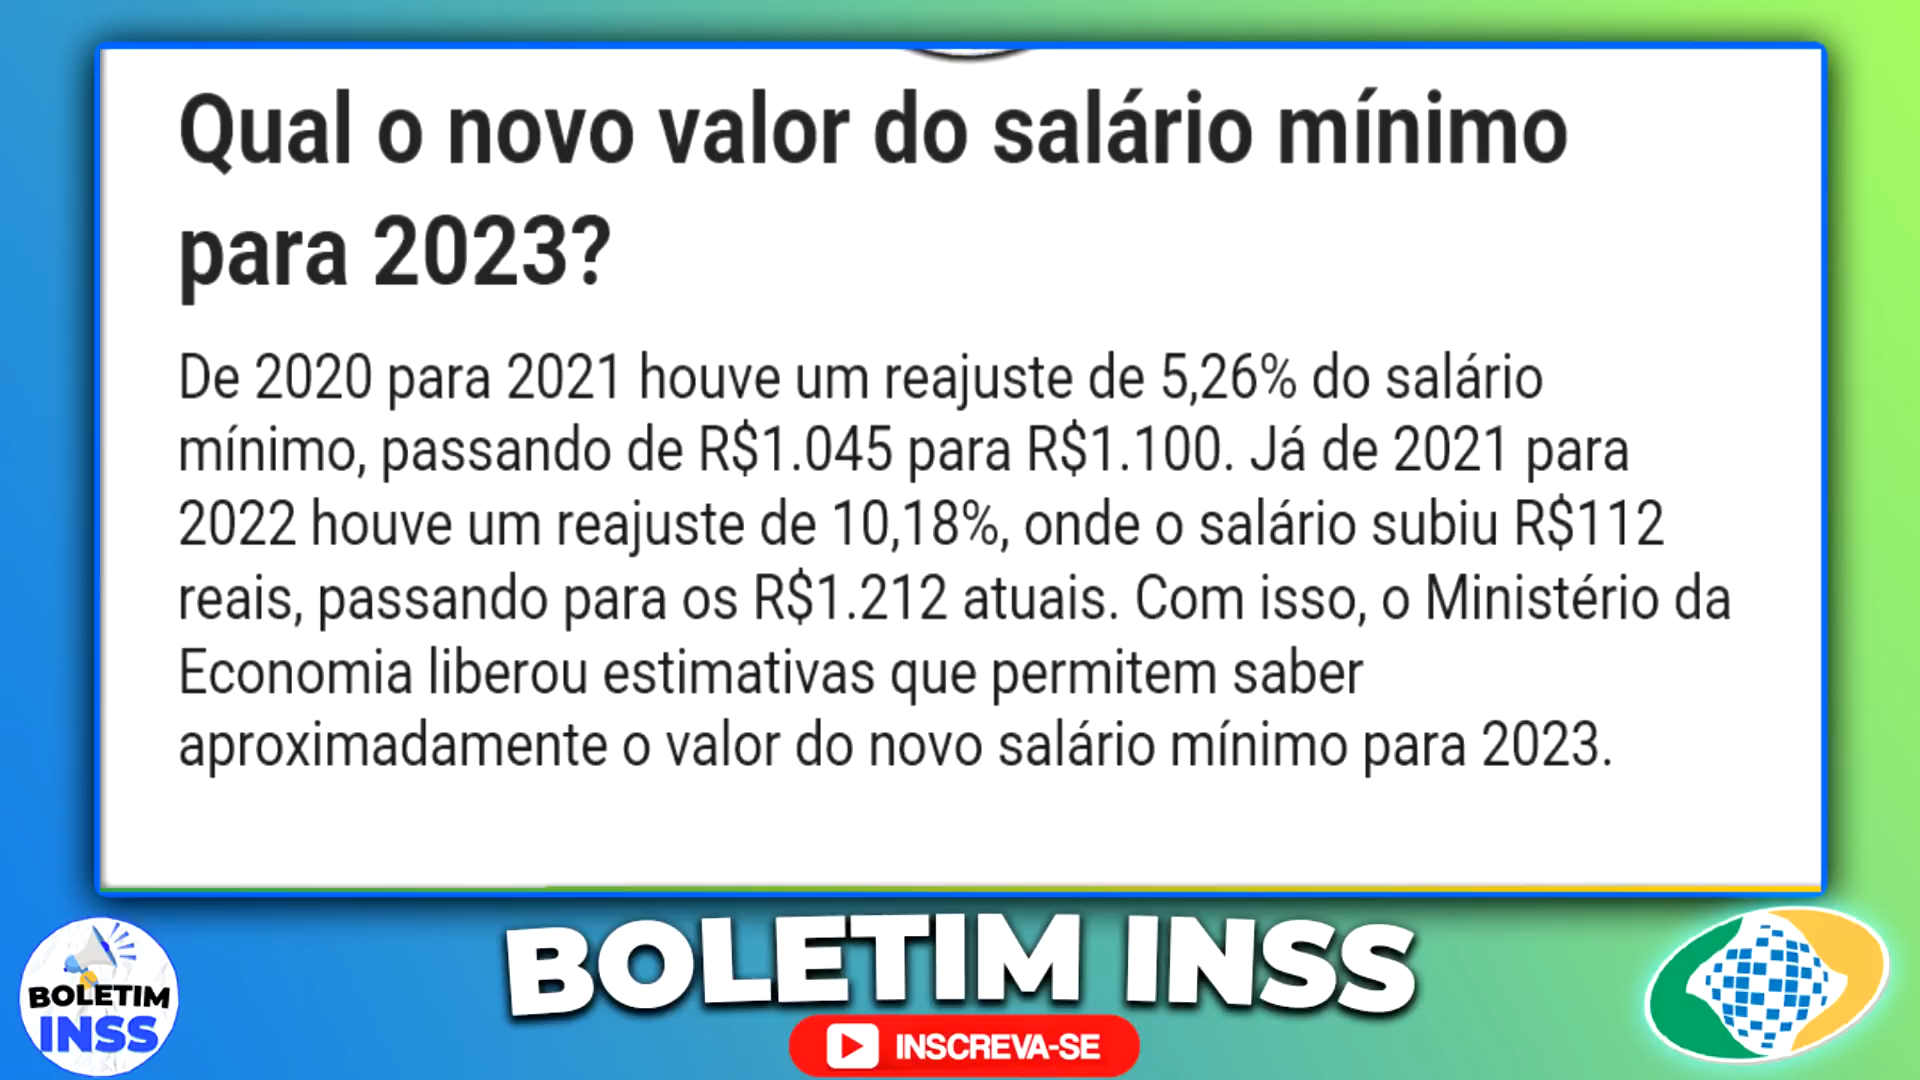 Qual o novo valor do salário mínimo
para 2023?
De 2020 para 2021 houve um reajuste de 5,26% do salário
mínimo, passando de R$1.045 para R$1.100. Já de 2021 para
2022 houve um reajuste de 10,18%, onde o salário subiu R$112
reais, passando para os R$1.212 atuais. Com isso, o Ministério da
Economia liberou estimativas que permitem saber
aproximadamente o valor do novo salário mínimo para 2023.
BOLETIM INSS
BOLETIM
INSS
INSCREVA-SE